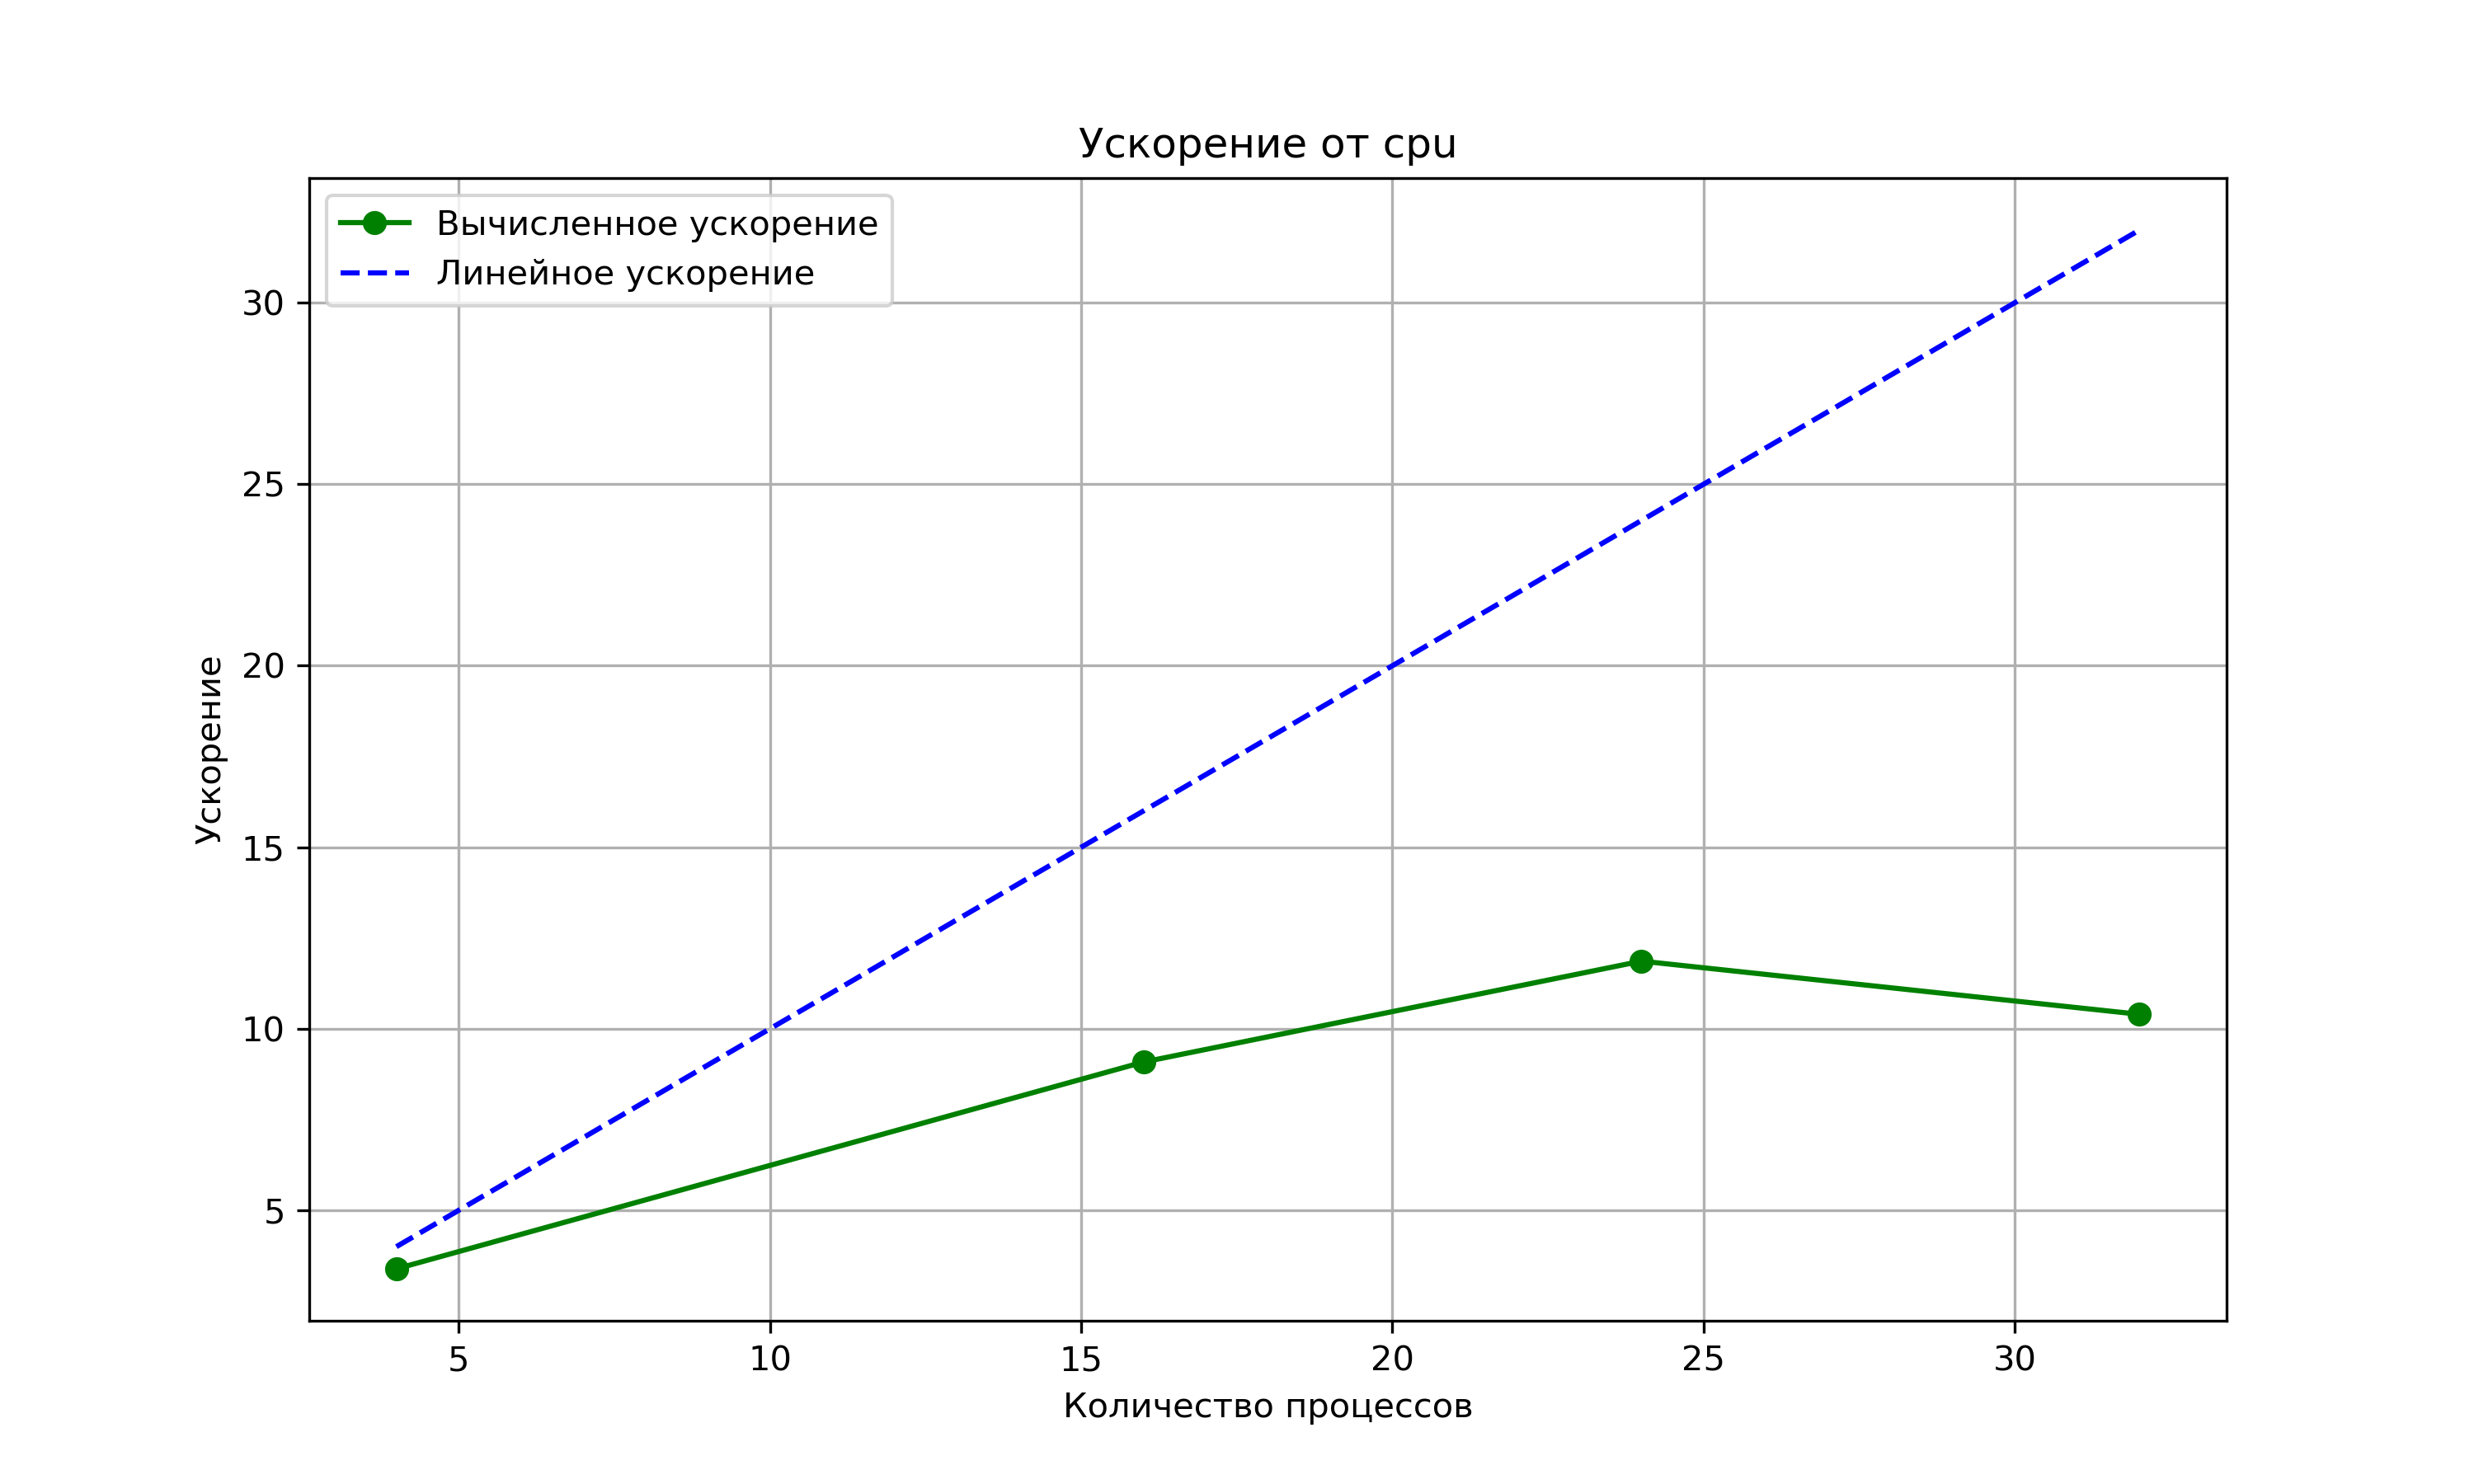 Ускорение от cpu
Вычисленное ускорение
Линейное ускорение
Ускорение
30
25
20
15
10
5
5 10 15 20 25 30
Количество процессов